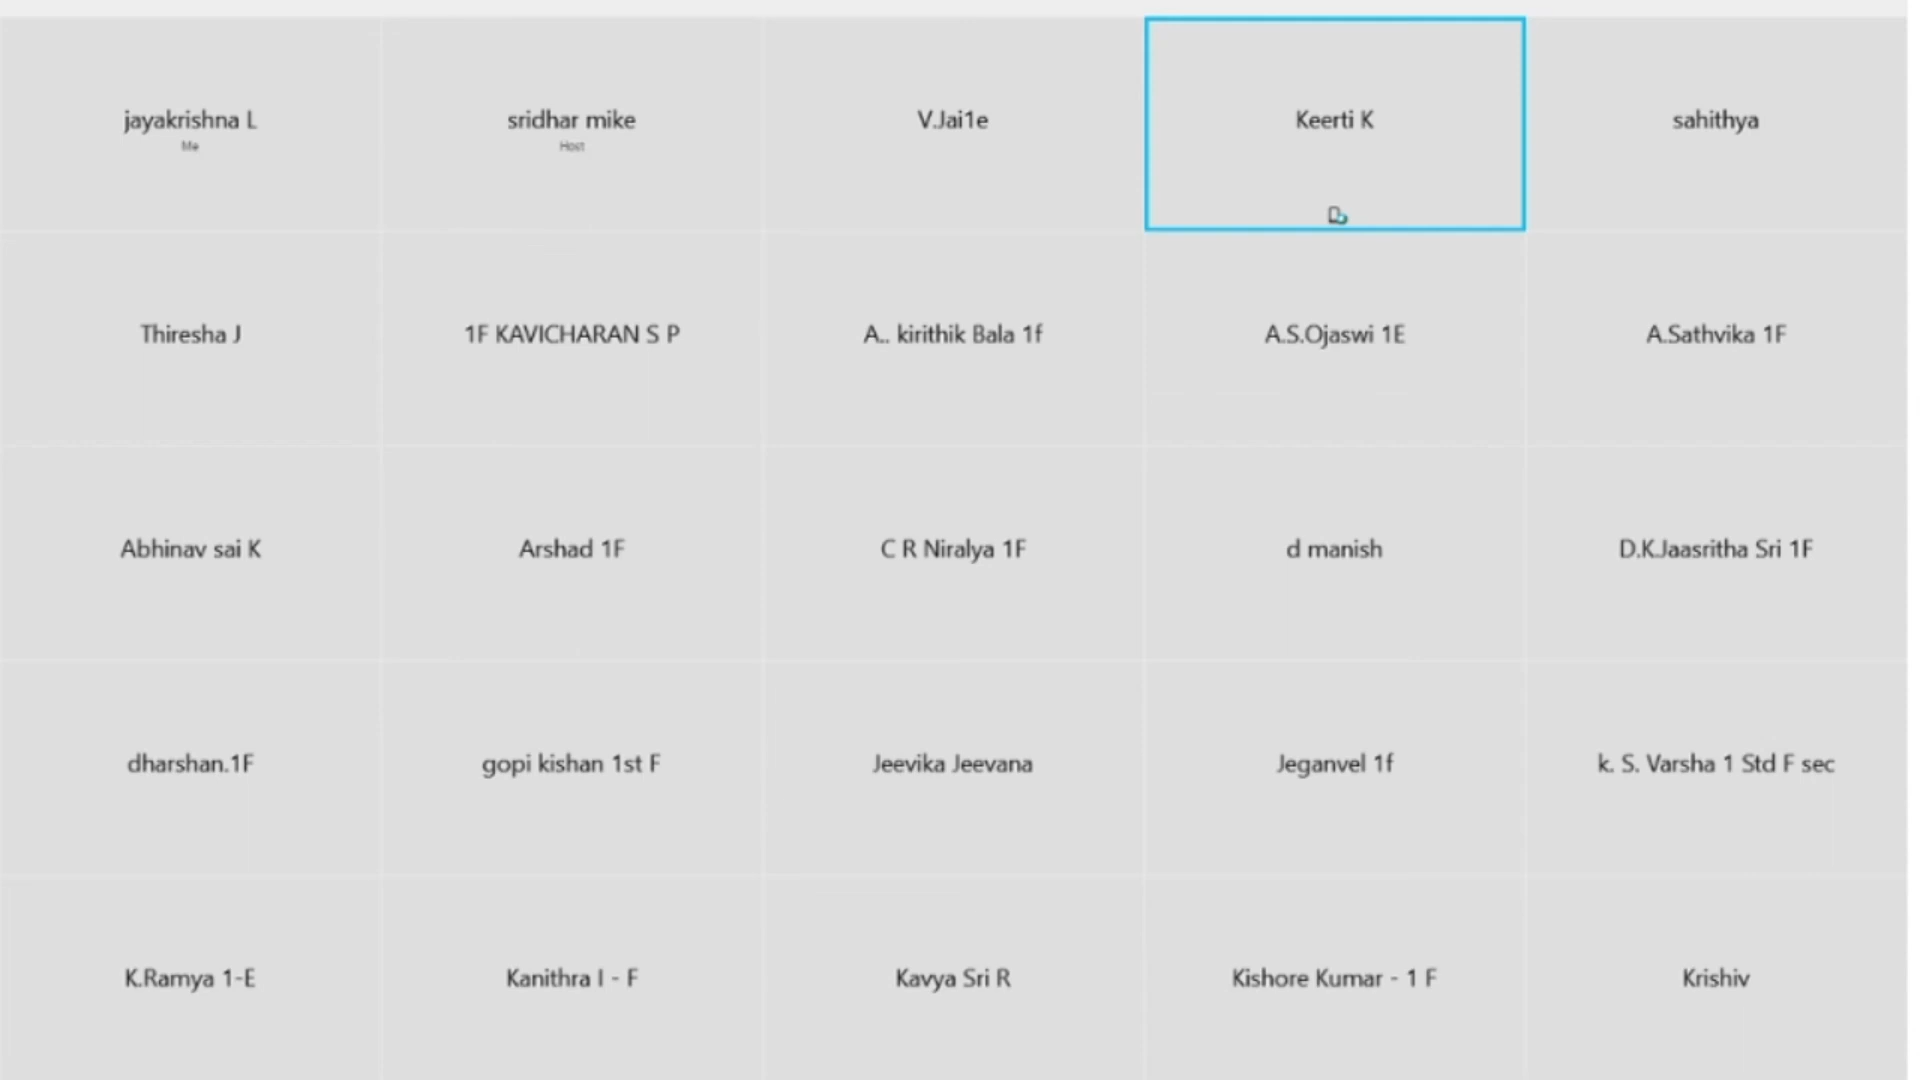 jayakrishna L
Me
sridhar mike
Host
V.Jai1e
Keerti K
sahithya
Thiresha J
1F KAVICHARAN S P
A.. kirithik Bala 1f
A.S.Ojaswi 1E
A.Sathvika 1F
Abhinav sai K
Arshad 1F
C R Niralya 1F
d manish
D.K.Jaasritha Sri 1F
dharshan.1F
gopi kishan 1st F
Jeevika Jeevana
Jeganvel 1f
k. S. Varsha 1 Std F sec
K.Ramya 1-E
Kanithra I - F
Kavya Sri R
Kishore Kumar - 1 F
Krishiv